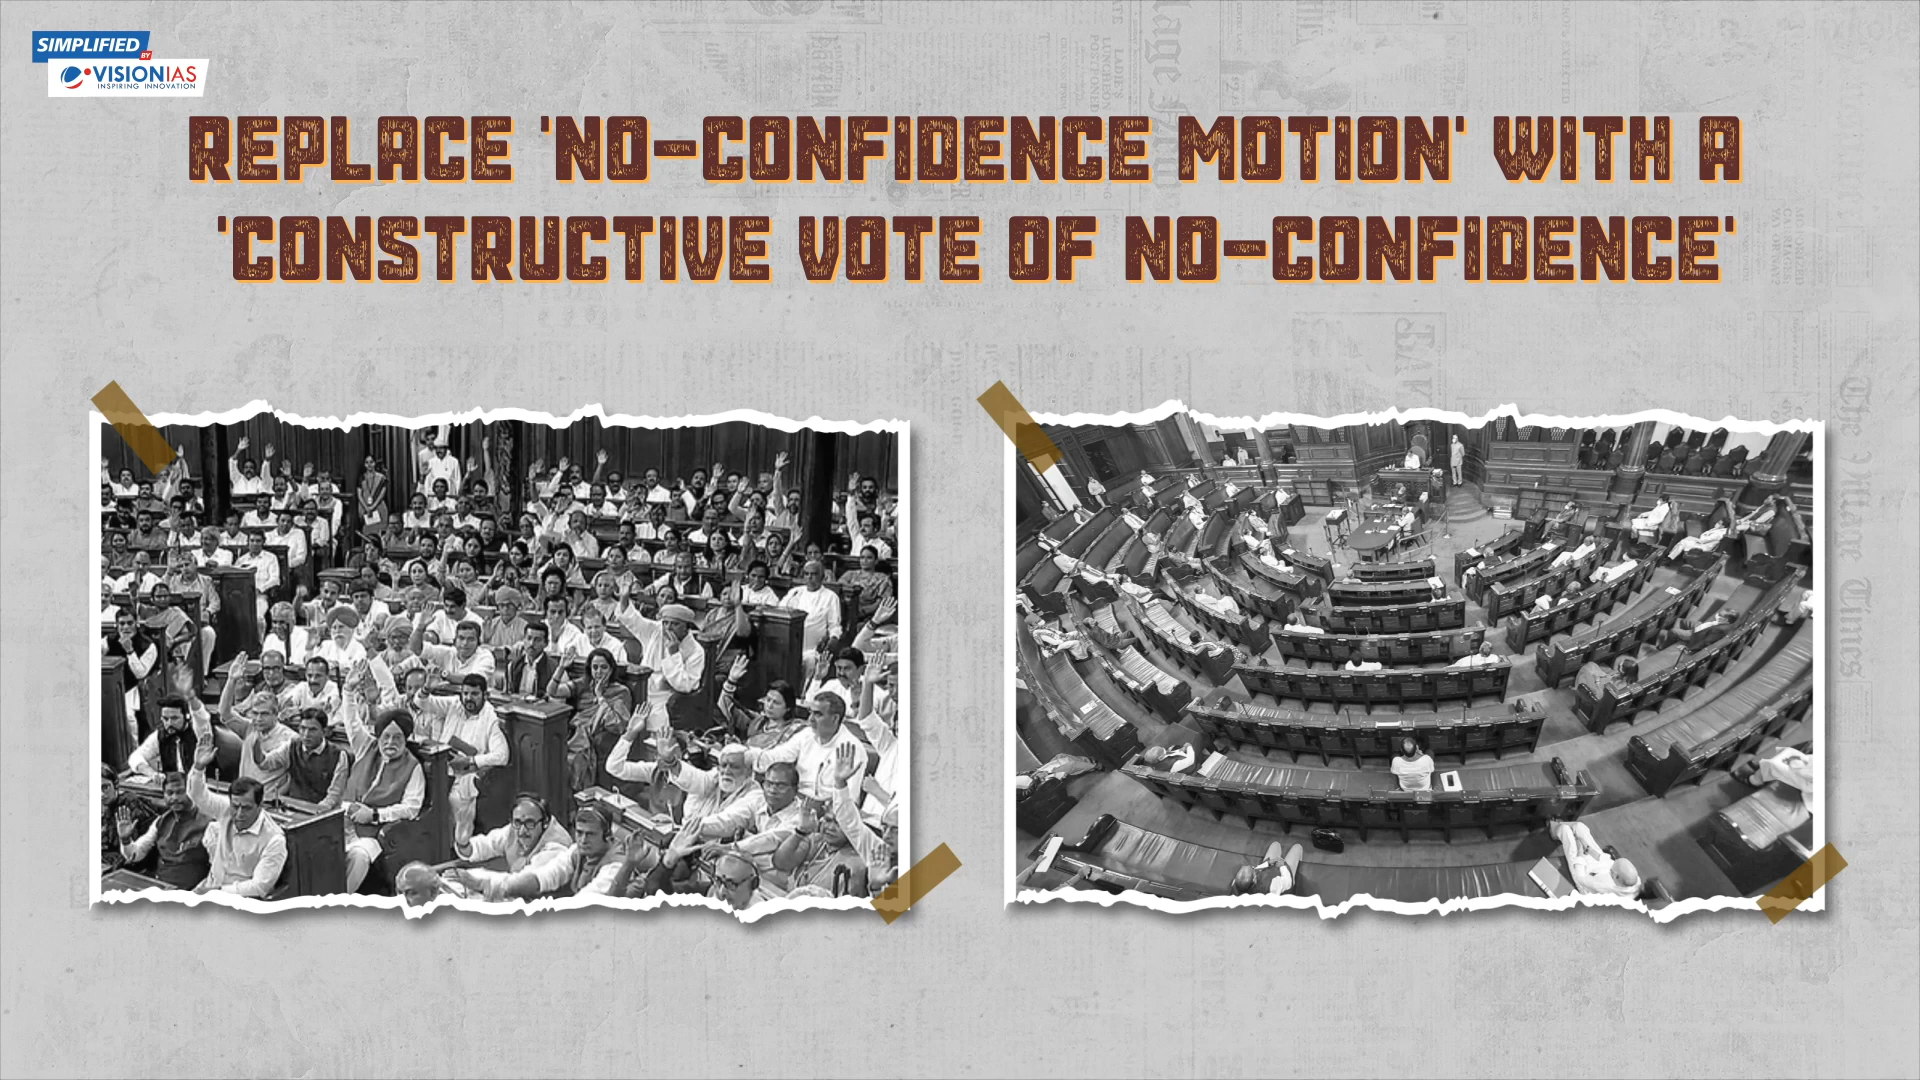 SIMPLIFIED
BY
VISIONIAS
INSPIRING INNOVATION
REPLACE 'NO-CONFIDENCE MOTION' WITH A
'CONSTRUCTIVE VOTE OF NO-CONFIDENCE'